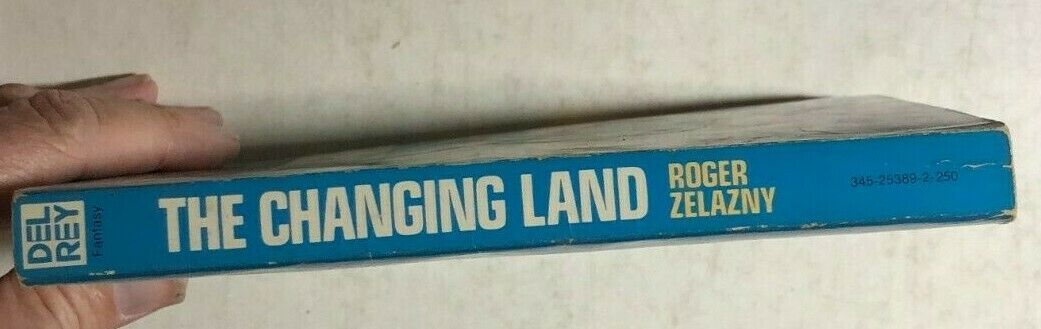 DEL
REY
Fantasy
THE CHANGING LAND
ROGER
ZELAZNY
345-25389-2-250